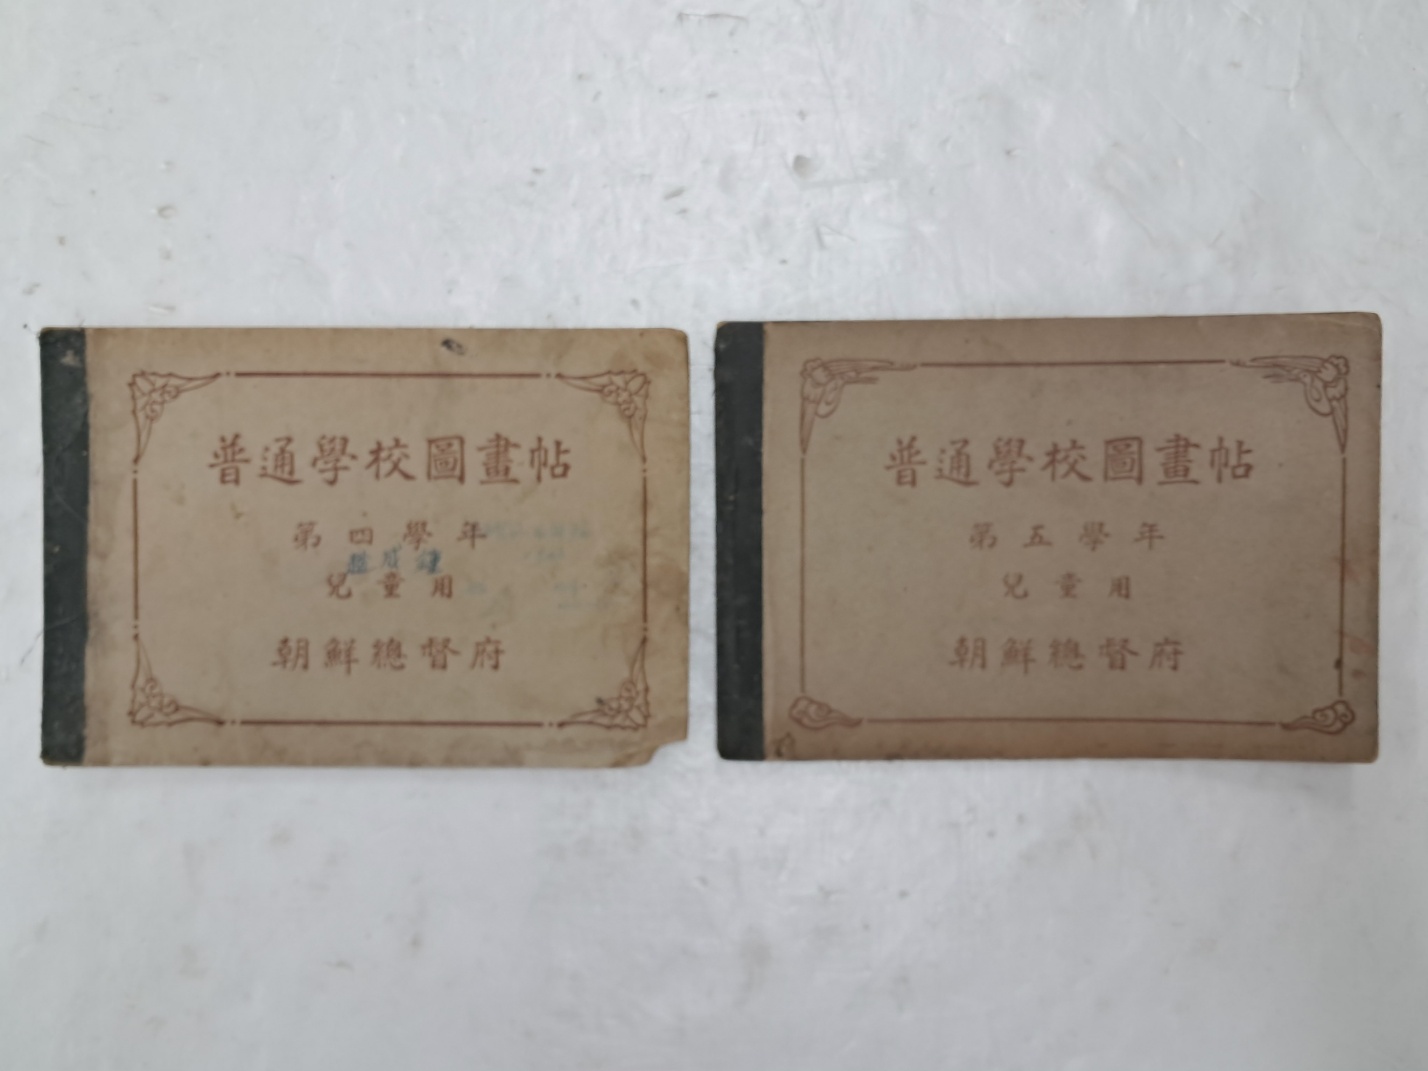 普通學校圖畫帖
第四學年
兒童用
朝鮮總督府
普通學校圖畫帖
第五學年
兒童用
朝鮮總督府